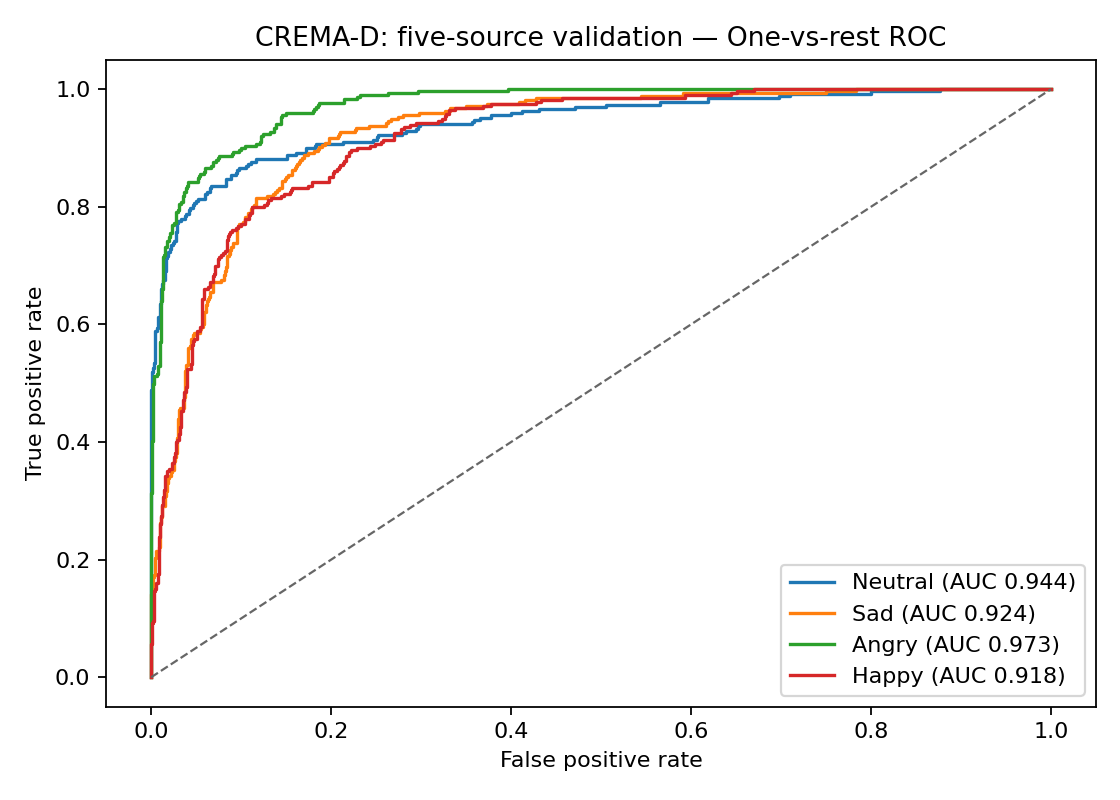 CREMA-D: five-source validation — One-vs-rest ROC
True positive rate
1.0
0.8
0.6
0.4
0.2
0.0
Neutral (AUC 0.944)
Sad (AUC 0.924)
Angry (AUC 0.973)
Happy (AUC 0.918)
0.0 0.2 0.4 0.6 0.8 1.0
False positive rate